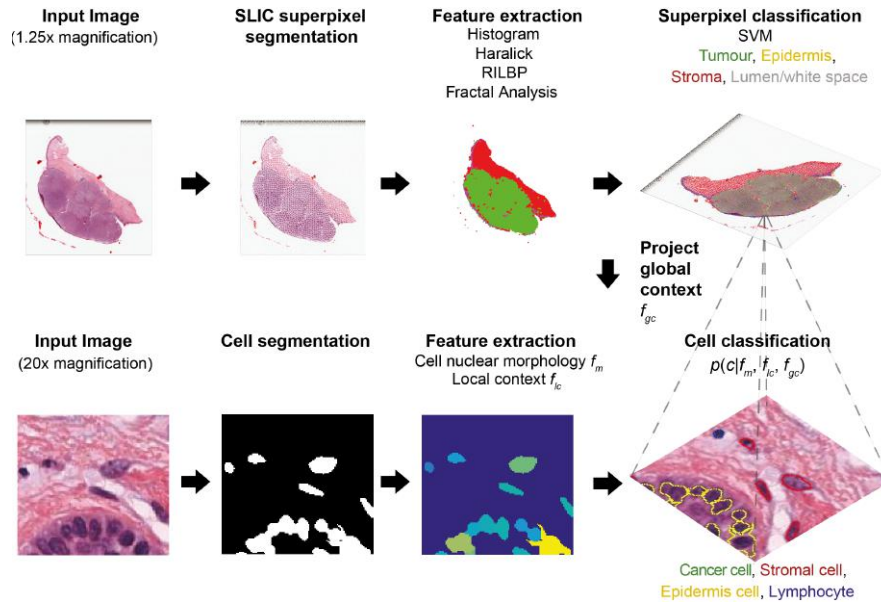 Input Image
(1.25x magnification)
SLIC superpixel
segmentation
Feature extraction
Histogram
Haralick
RILBP
Fractal Analysis
Superpixel classification
SVM
Tumour, Epidermis,
Stroma, Lumen/white space
Project
global
context
f_gc
Input Image
(20x magnification)
Cell segmentation
Feature extraction
Cell nuclear morphology f_m
Local context f_lc
Cell classification
p(c|f_m, f_lc, f_gc)
Cancer cell, Stromal cell,
Epidermis cell, Lymphocyte